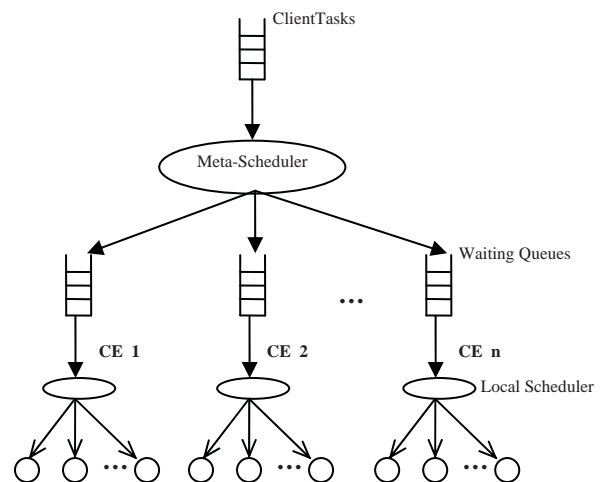 ClientTasks
Meta-Scheduler
Waiting Queues
...
CE 1
CE 2
CE n
Local Scheduler
... ... ...